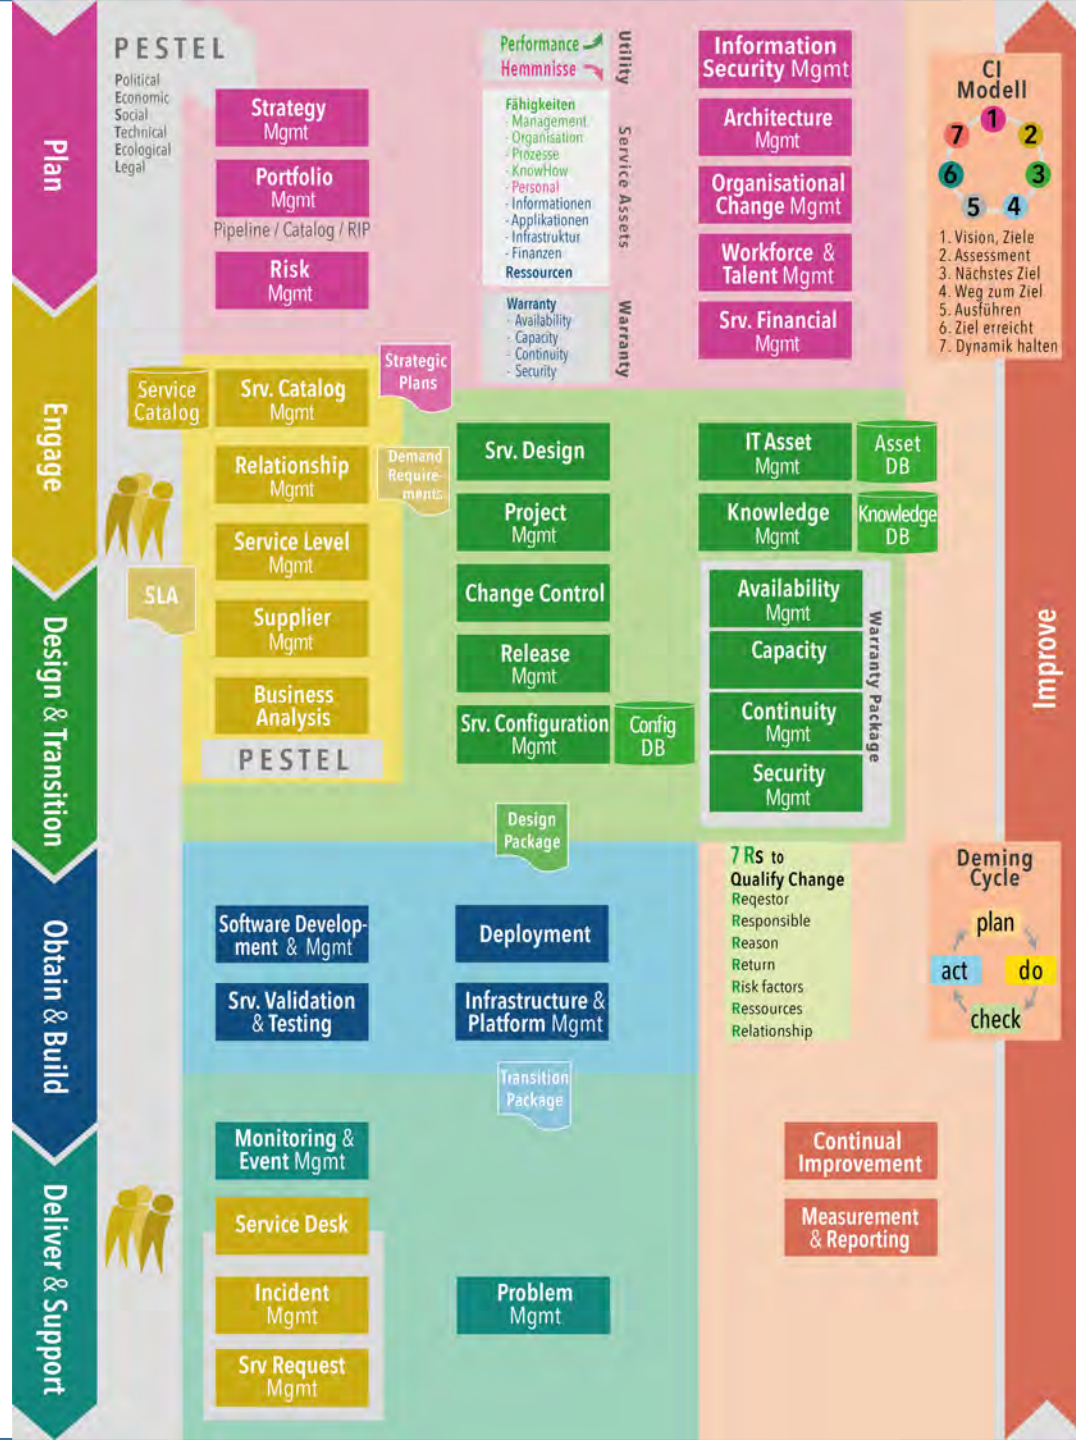 Plan
Engage
Design & Transition
Obtain & Build
Deliver & Support
PESTEL
Political
Economic
Social
Technical
Ecological
Legal
Strategy
Mgmt
Portfolio
Mgmt
Pipeline / Catalog / RIP
Risk
Mgmt
Performance
Hemmnisse
Utility
Fähigkeiten
- Management
- Organisation
- Prozesse
- KnowHow
- Personal
- Informationen
- Applikationen
- Infrastruktur
- Finanzen
Ressourcen
Service Assets
Warranty
- Availability
- Capacity
- Continuity
- Security
Warranty
Information
Security Mgmt
Architecture
Mgmt
Organisational
Change Mgmt
Workforce &
Talent Mgmt
Srv. Financial
Mgmt
CI
Modell
1
2
3
4
5
6
7
1. Vision, Ziele
2. Assessment
3. Nächstes Ziel
4. Weg zum Ziel
5. Ausführen
6. Ziel erreicht
7. Dynamik halten
Service
Catalog
Srv. Catalog
Mgmt
Strategic
Plans
Relationship
Mgmt
Demand
Require-
ments
Service Level
Mgmt
SLA
Supplier
Mgmt
Business
Analysis
PESTEL
Srv. Design
Project
Mgmt
Change Control
Release
Mgmt
Srv. Configuration
Mgmt
Config
DB
IT Asset
Mgmt
Asset
DB
Knowledge
Mgmt
Knowledge
DB
Availability
Mgmt
Capacity
Continuity
Mgmt
Security
Mgmt
Warranty Package
Improve
Design
Package
Software Develop-
ment & Mgmt
Deployment
Srv. Validation
& Testing
Infrastructure &
Platform Mgmt
7 Rs to
Qualify Change
Reqestor
Responsible
Reason
Return
Risk factors
Ressources
Relationship
Deming
Cycle
plan
do
check
act
Transition
Package
Monitoring &
Event Mgmt
Service Desk
Incident
Mgmt
Srv Request
Mgmt
Problem
Mgmt
Continual
Improvement
Measurement
& Reporting